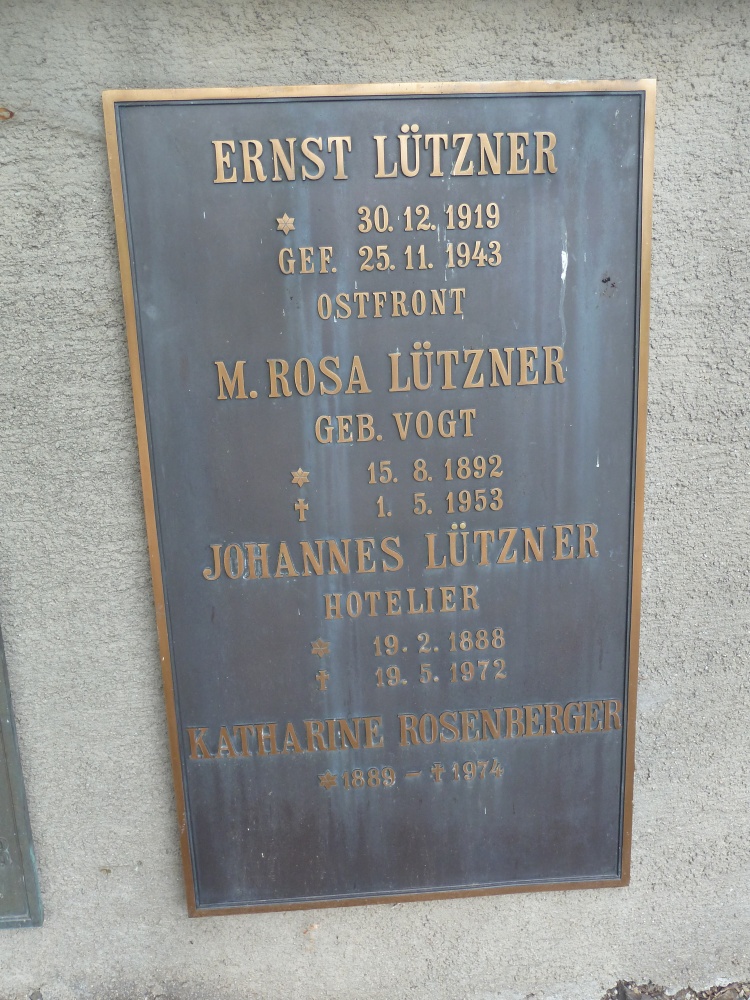 ERNST LÜTZNER
✶ 30. 12. 1919
GEF. 25. 11. 1943
OSTFRONT
M. ROSA LÜTZNER
GEB. VOGT
✶ 15. 8. 1892
✝ 1. 5. 1953
JOHANNES LÜTZNER
HOTELIER
✶ 19. 2. 1888
✝ 19. 5. 1972
KATHARINE ROSENBERGER
✶ 1889 – ✝ 1974